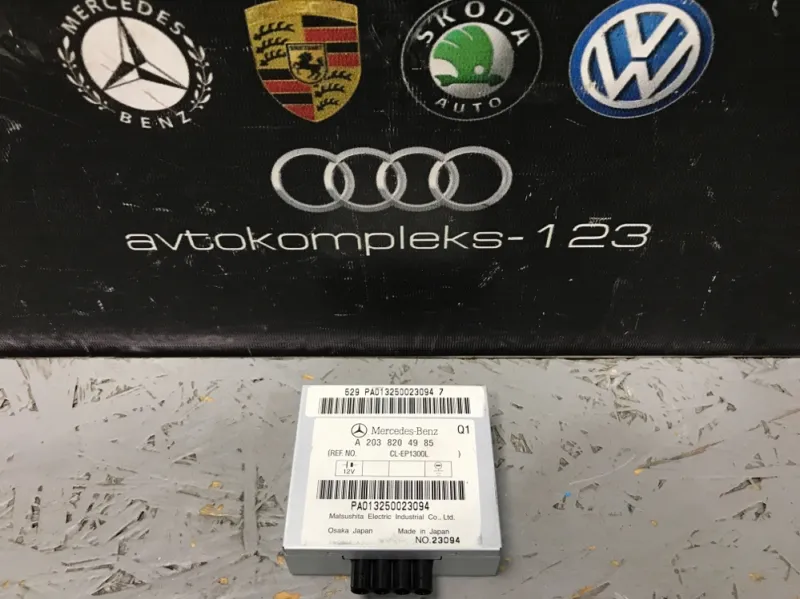 MERCEDES
BENZ
STUTTGART
SKODA
AUTO
avtokompleks-123
629 PA013250023094 7
Mercedes-Benz Q1
A 203 820 49 85
(REF. NO. CL-EP1300L )
12V
PA013250023094
Matsushita Electric Industrial Co., Ltd.
Osaka Japan Made in Japan
NO.23094